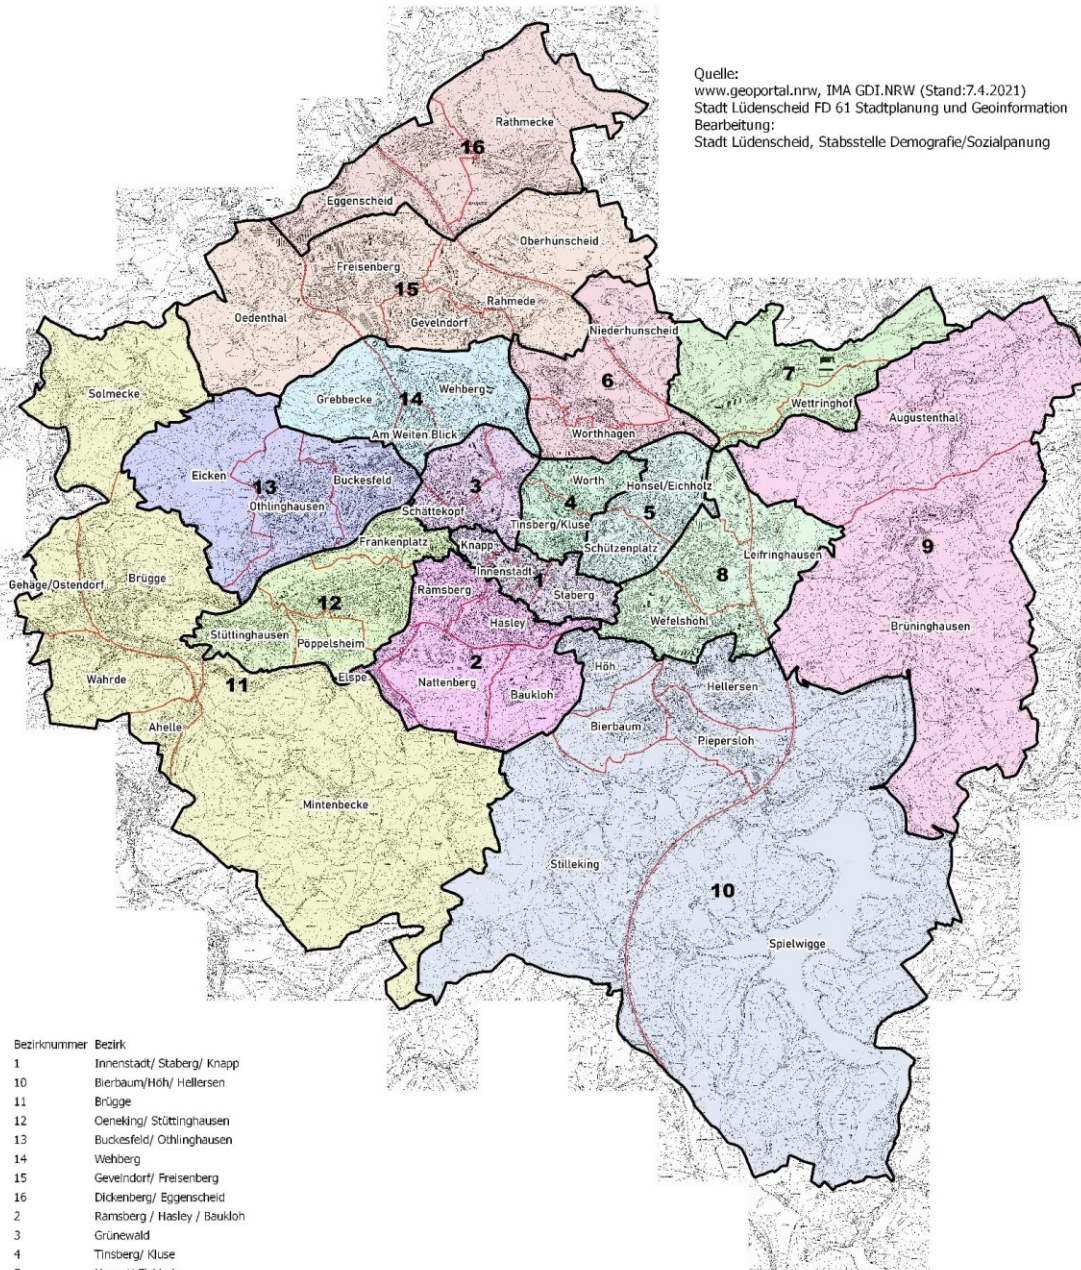 Quelle:
www.geoportal.nrw, IMA GDI.NRW (Stand:7.4.2021)
Stadt Lüdenscheid FD 61 Stadtplanung und Geoinformation
Bearbeitung:
Stadt Lüdenscheid, Stabsstelle Demografie/Sozialpanung
Rathmecke
16
Eggenscheid
Oberhunscheid
Freisenberg
15
Rahmede
Oedenthal
Gevelndorf
Niederhunscheid
7
6
Solmecke
Wehberg
Grebbecke
14
Wettringhof
Augustenthal
Am Weiten Blick
Worthhagen
Eicken
Buckesfeld
13
3
Worth
Honsel/Eichholz
Othlinghausen
4
Schättekopf
5
Tinsberg/Kluse
Frankenplatz
Knapp
Schützenplatz
Leifringhausen
9
Gehäge/Ostendorf
Brügge
Innenstadt
1
8
Ramsberg
Staberg
12
Hasley
Wefelshohl
Brüninghausen
Stüttinghausen
Pöppelsheim
2
Höh
Wahrde
11
Elspe
Nattenberg
Baukloh
Hellersen
Ahelle
Bierbaum
Piepersloh
Mintenbecke
Stilleking
10
Spielwigge
Bezirknummer Bezirk
1 Innenstadt/ Staberg/ Knapp
10 Bierbaum/Höh/ Hellersen
11 Brügge
12 Oeneking/ Stüttinghausen
13 Buckesfeld/ Othlinghausen
14 Wehberg
15 Gevelndorf/ Freisenberg
16 Dickenberg/ Eggenscheid
2 Ramsberg / Hasley / Baukloh
3 Grünewald
4 Tinsberg/ Kluse